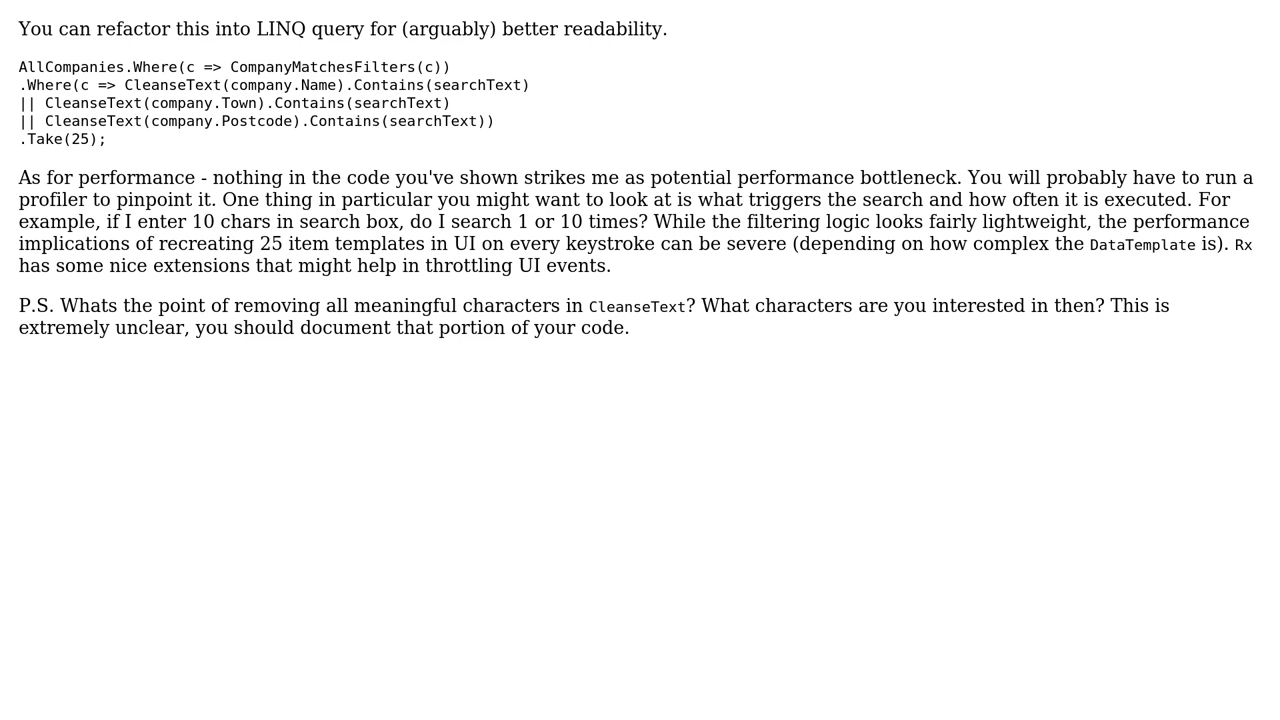 You can refactor this into LINQ query for (arguably) better readability.
AllCompanies.Where(c => CompanyMatchesFilters(c))
.Where(c => CleanseText(company.Name).Contains(searchText)
|| CleanseText(company.Town).Contains(searchText)
|| CleanseText(company.Postcode).Contains(searchText))
.Take(25);
As for performance - nothing in the code you've shown strikes me as potential performance bottleneck. You will probably have to run a
profiler to pinpoint it. One thing in particular you might want to look at is what triggers the search and how often it is executed. For
example, if I enter 10 chars in search box, do I search 1 or 10 times? While the filtering logic looks fairly lightweight, the performance
implications of recreating 25 item templates in UI on every keystroke can be severe (depending on how complex the DataTemplate is). Rx
has some nice extensions that might help in throttling UI events.
P.S. Whats the point of removing all meaningful characters in CleanseText? What characters are you interested in then? This is
extremely unclear, you should document that portion of your code.